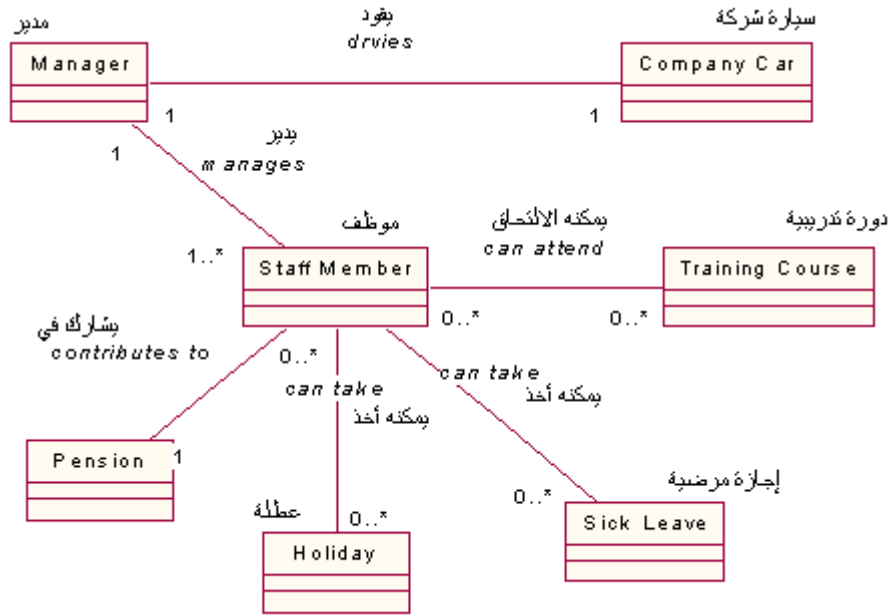 مدير
Manager
يقود
drvies
سيارة شركة
Company Car
1
1
1
يدير
manages
1..*
موظف
Staff Member
يمكنه الالتحاق
can attend
دورة تدريبية
Training Course
0..*
0..*
يشارك في
contributes to
0..*
can take
يمكنه أخذ
can take
يمكنه أخذ
Pension
1
عطلة
0..*
Holiday
0..*
إجازة مرضية
Sick Leave